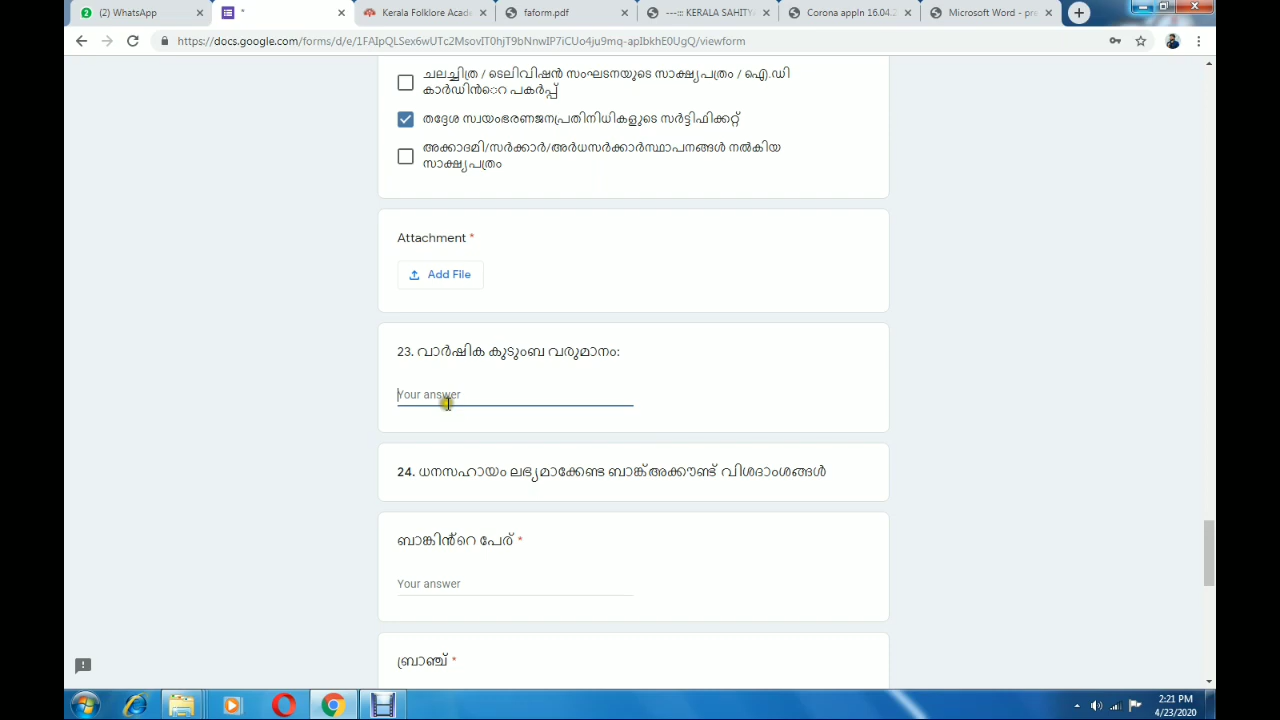 (2) WhatsApp
*
Kerala Folklor
faform.pdf
---::: KERALA SAHITY
Corona appln 16.04.2
Microsoft Word - pre
https://docs.google.com/forms/d/e/1FAIpQLSex6wUTc2MsovIT0hjT9bNnwIP7iCUo4ju9mq-apIbkhE0UgQ/viewform
ചലച്ചിത്ര / ടെലിവിഷൻ സംഘടനയുടെ സാക്ഷ്യപത്രം / ഐ.ഡി
കാർഡിൻെറ പകർപ്പ്
തദ്ദേശ സ്വയംഭരണജനപ്രതിനിധികളുടെ സർട്ടിഫിക്കറ്റ്
അക്കാദമി/സർക്കാർ/അർധസർക്കാർസ്ഥാപനങ്ങൾ നൽകിയ
സാക്ഷ്യപത്രം
Attachment *
Add File
23. വാർഷിക കുടുംബ വരുമാനം:
Your answer
24. ധനസഹായം ലഭ്യമാക്കേണ്ട ബാങ്ക്അക്കൗണ്ട് വിശദാംശങ്ങൾ
ബാങ്കിൻ്റെ പേര് *
Your answer
ബ്രാഞ്ച് *
2:21 PM
4/23/2020